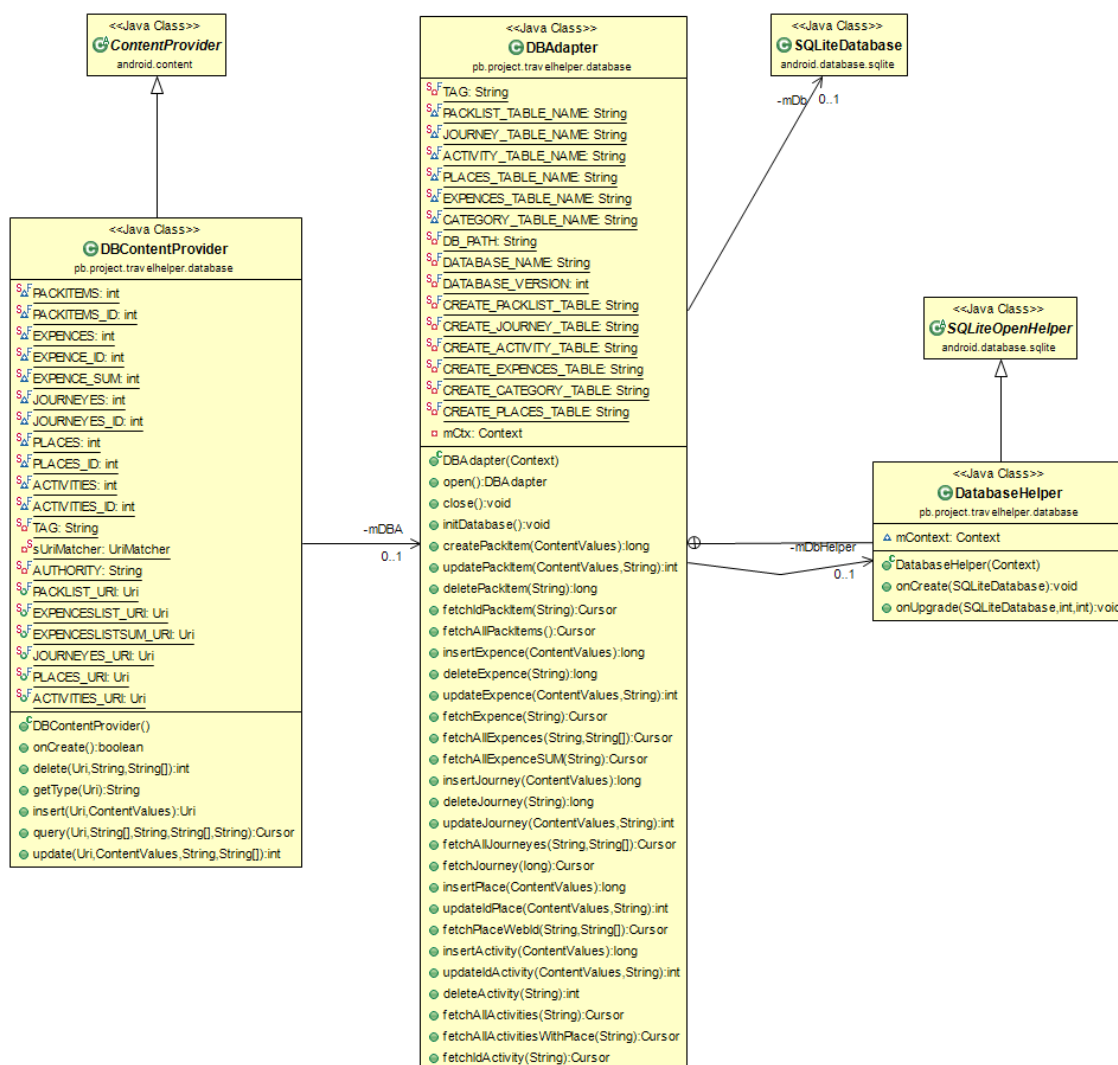 <<Java Class>>
ContentProvider
android.content
<<Java Class>>
DBContentProvider
pb.project.travelhelper.database
PACKITEMS: int
PACKITEMS_ID: int
EXPENCES: int
EXPENCE_ID: int
EXPENCE_SUM: int
JOURNEYES: int
JOURNEYES_ID: int
PLACES: int
PLACES_ID: int
ACTIVITIES: int
ACTIVITIES_ID: int
TAG: String
sUriMatcher: UriMatcher
AUTHORITY: String
PACKLIST_URI: Uri
EXPENCESLIST_URI: Uri
EXPENCESLISTSUM_URI: Uri
JOURNEYES_URI: Uri
PLACES_URI: Uri
ACTIVITIES_URI: Uri
DBContentProvider()
onCreate():boolean
delete(Uri,String,String[]):int
getType(Uri):String
insert(Uri,ContentValues):Uri
query(Uri,String[],String,String[],String):Cursor
update(Uri,ContentValues,String,String[]):int
-mDBA
0..1
<<Java Class>>
DBAdapter
pb.project.travelhelper.database
TAG: String
PACKLIST_TABLE_NAME: String
JOURNEY_TABLE_NAME: String
ACTIVITY_TABLE_NAME: String
PLACES_TABLE_NAME: String
EXPENCES_TABLE_NAME: String
CATEGORY_TABLE_NAME: String
DB_PATH: String
DATABASE_NAME: String
DATABASE_VERSION: int
CREATE_PACKLIST_TABLE: String
CREATE_JOURNEY_TABLE: String
CREATE_ACTIVITY_TABLE: String
CREATE_EXPENCES_TABLE: String
CREATE_CATEGORY_TABLE: String
CREATE_PLACES_TABLE: String
mCtx: Context
DBAdapter(Context)
open():DBAdapter
close():void
initDatabase():void
createPackItem(ContentValues):long
updatePackItem(ContentValues,String):int
deletePackItem(String):long
fetchIdPackItem(String):Cursor
fetchAllPackItems():Cursor
insertExpence(ContentValues):long
deleteExpence(String):long
updateExpence(ContentValues,String):int
fetchExpence(String):Cursor
fetchAllExpences(String,String[]):Cursor
fetchAllExpenceSUM(String):Cursor
insertJourney(ContentValues):long
deleteJourney(String):long
updateJourney(ContentValues,String):int
fetchAllJourneyes(String,String[]):Cursor
fetchJourney(long):Cursor
insertPlace(ContentValues):long
updateIdPlace(ContentValues,String):int
fetchPlaceWebId(String,String[]):Cursor
insertActivity(ContentValues):long
updateIdActivity(ContentValues,String):int
deleteActivity(String):int
fetchAllActivities(String):Cursor
fetchAllActivitiesWithPlace(String):Cursor
fetchIdActivity(String):Cursor
<<Java Class>>
SQLiteDatabase
android.database.sqlite
-mDb 0..1
<<Java Class>>
SQLiteOpenHelper
android.database.sqlite
<<Java Class>>
DatabaseHelper
pb.project.travelhelper.database
mContext: Context
DatabaseHelper(Context)
onCreate(SQLiteDatabase):void
onUpgrade(SQLiteDatabase,int,int):void
-mDbHelper
0..1